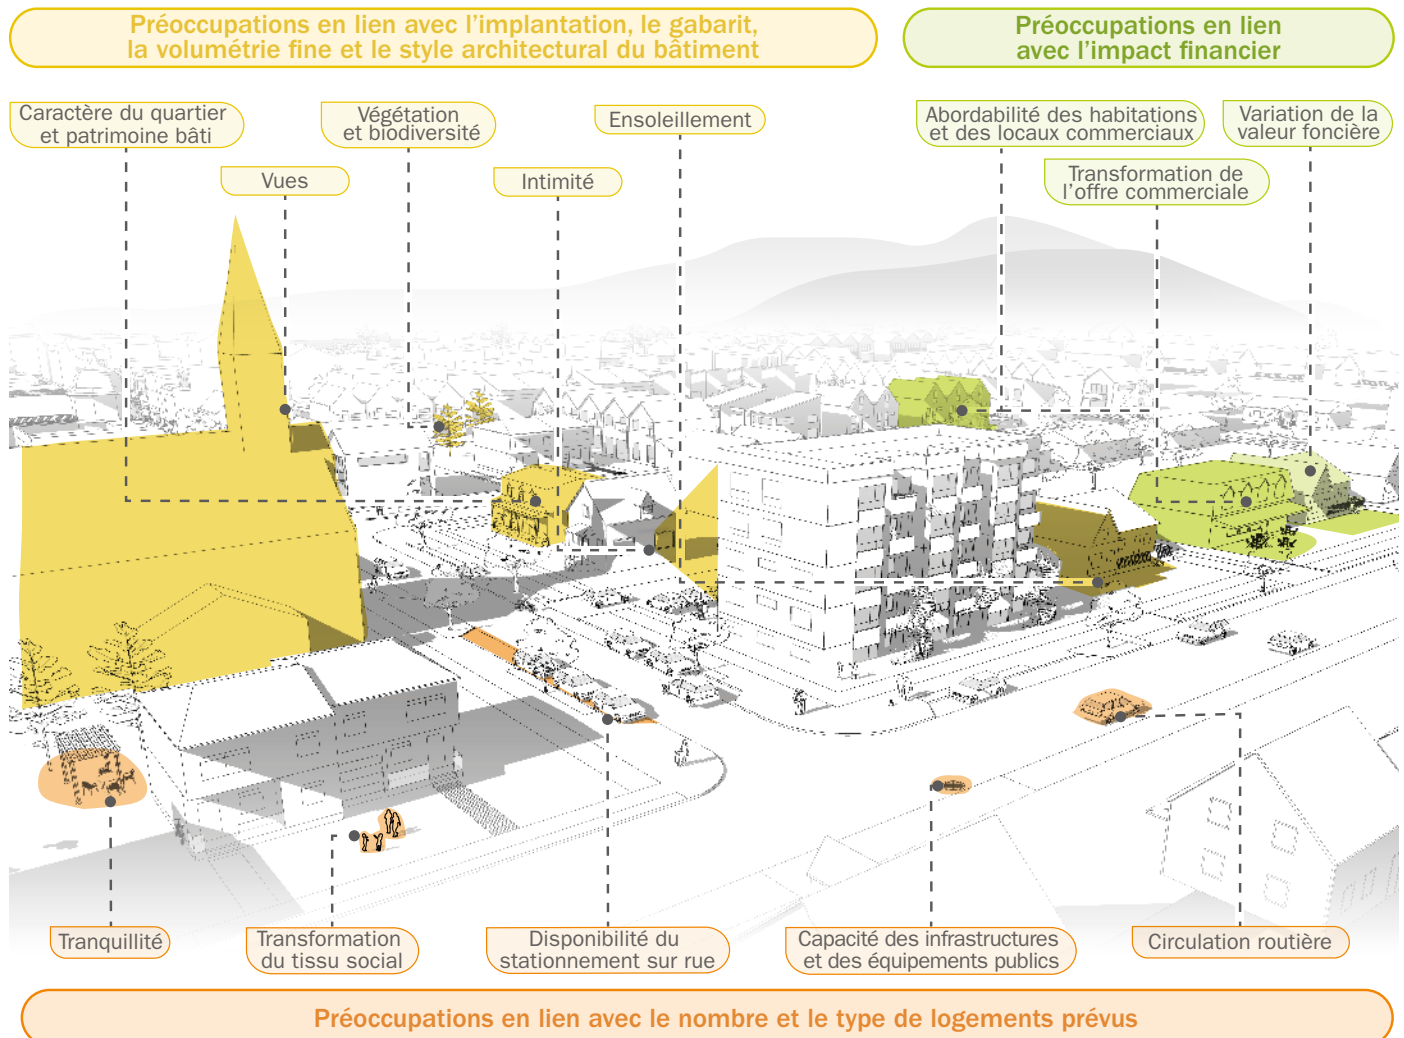 Préoccupations en lien avec l'implantation, le gabarit,
la volumétrie fine et le style architectural du bâtiment
Préoccupations en lien
avec l'impact financier
Caractère du quartier
et patrimoine bâti
Végétation
et biodiversité
Ensoleillement
Abordabilité des habitations
et des locaux commerciaux
Variation de la
valeur foncière
Vues
Intimité
Transformation de
l'offre commerciale
Tranquillité
Transformation
du tissu social
Disponibilité du
stationnement sur rue
Capacité des infrastructures
et des équipements publics
Circulation routière
Préoccupations en lien avec le nombre et le type de logements prévus